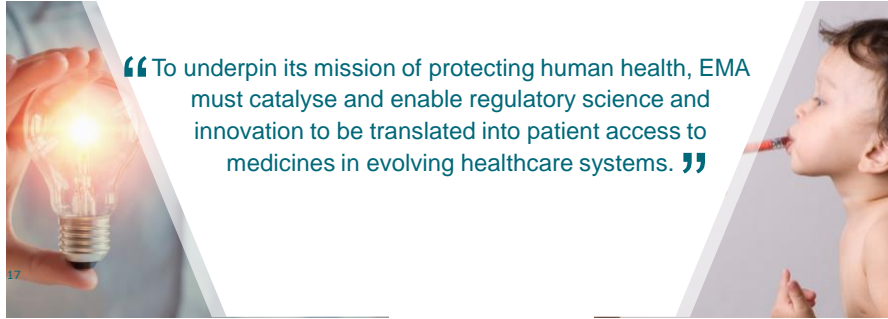 “ To underpin its mission of protecting human health, EMA
must catalyse and enable regulatory science and
innovation to be translated into patient access to
medicines in evolving healthcare systems. ”
17